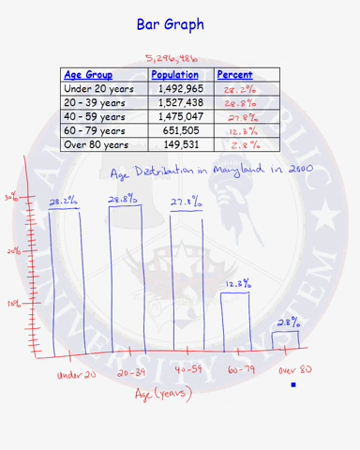 Bar Graph
5,296,486
Age Group Population Percent
Under 20 years 1,492,965 28.2%
20 - 39 years 1,527,438 28.8%
40 - 59 years 1,475,047 27.8%
60 - 79 years 651,505 12.3%
Over 80 years 149,531 2.8%
Age Distribution in Maryland in 2000
30%
28.2% 28.8% 27.8%
20%
12.3%
10%
2.8%
under 20 20-39 40-59 60-79 over 80
Age (years)
UNIVERSITY SYSTEM